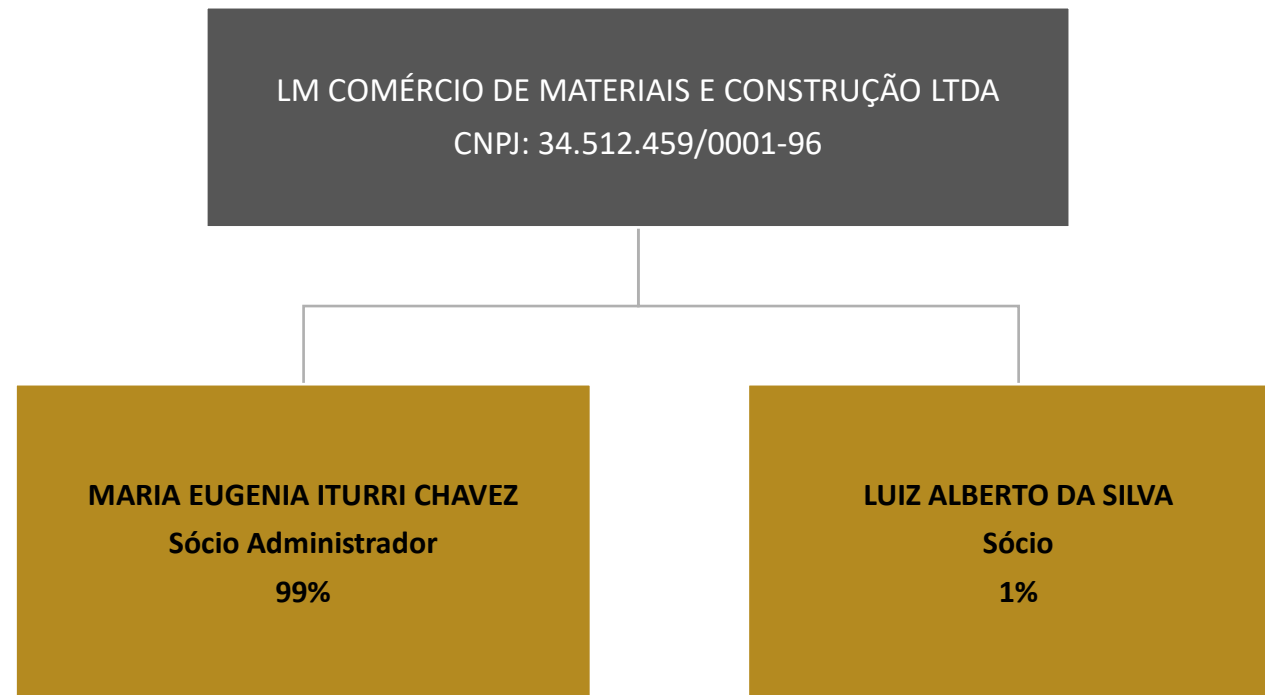 LM COMÉRCIO DE MATERIAIS E CONSTRUÇÃO LTDA
CNPJ: 34.512.459/0001-96
MARIA EUGENIA ITURRI CHAVEZ
Sócio Administrador
99%
LUIZ ALBERTO DA SILVA
Sócio
1%